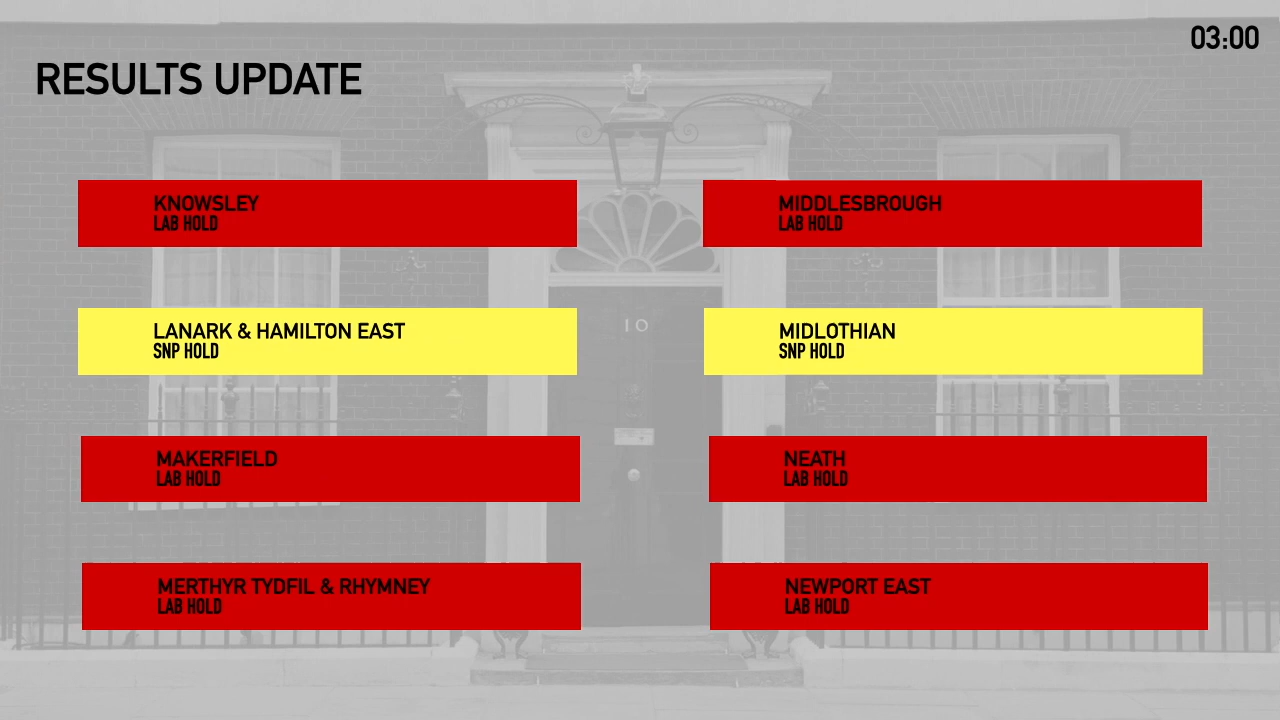 03:00
RESULTS UPDATE
KNOWSLEY
LAB HOLD
LANARK & HAMILTON EAST
SNP HOLD
MAKERFIELD
LAB HOLD
MERTHYR TYDFIL & RHYMNEY
LAB HOLD
MIDDLESBROUGH
LAB HOLD
MIDLOTHIAN
SNP HOLD
NEATH
LAB HOLD
NEWPORT EAST
LAB HOLD
10